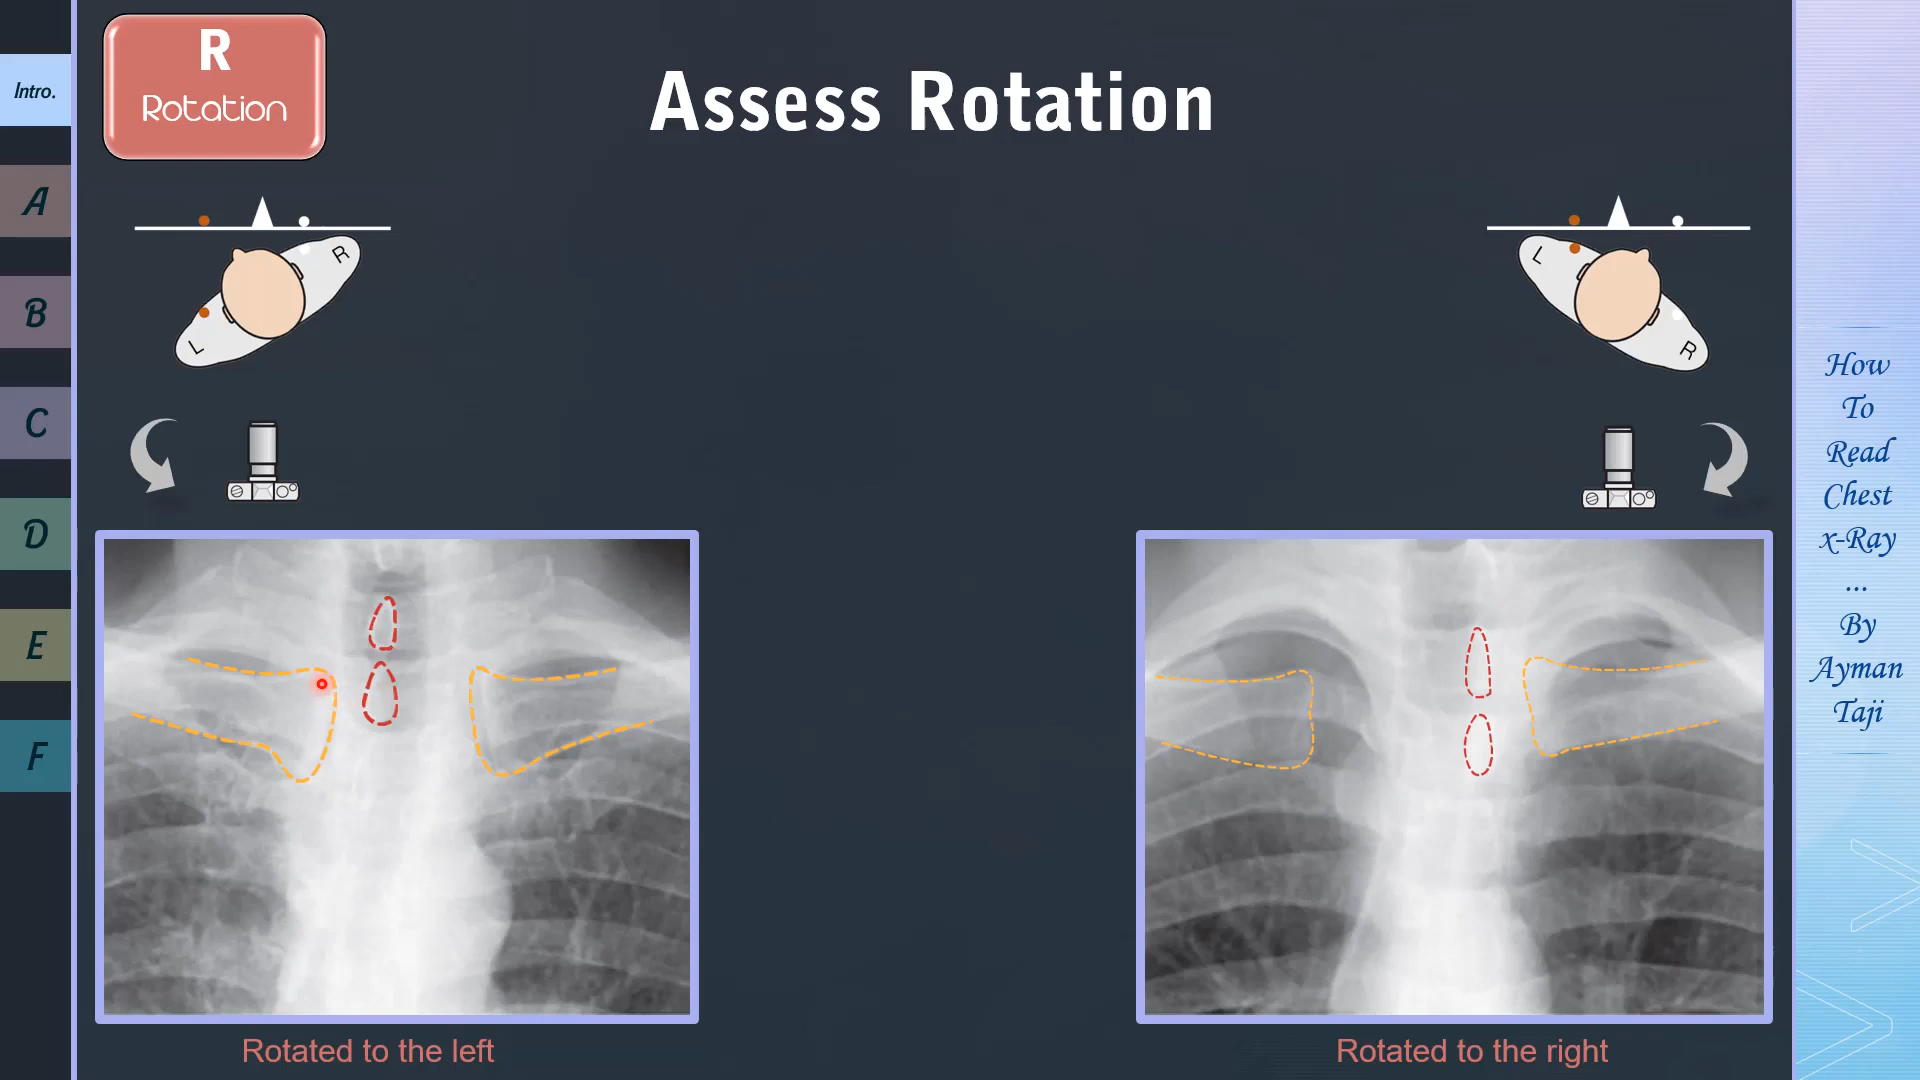 Intro.
A
B
C
D
E
F
R
Rotation
Assess Rotation
R
L
L
R
Rotated to the left
Rotated to the right
How
To
Read
Chest
x-Ray
...
By
Ayman
Taji